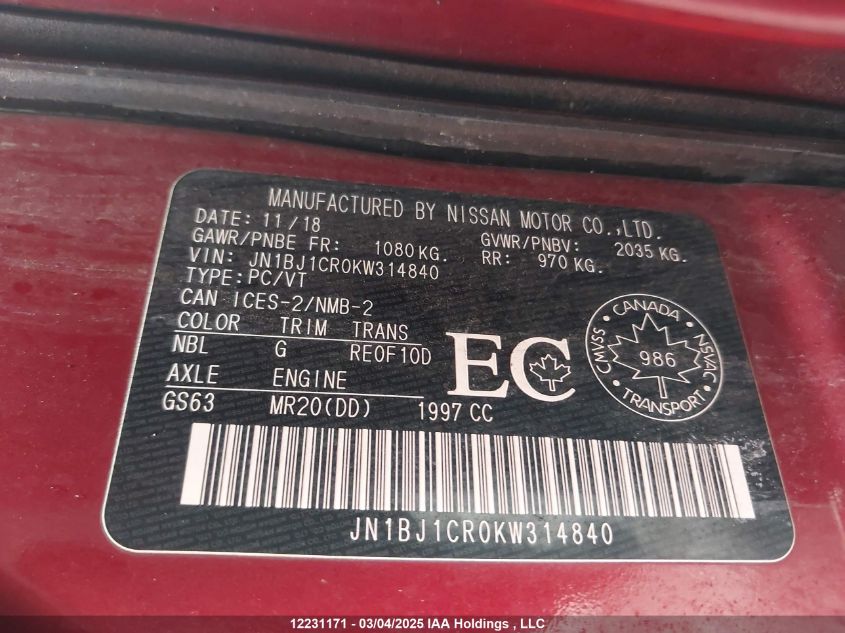 MANUFACTURED BY NISSAN MOTOR CO.,LTD.
DATE: 11/18
GAWR/PNBE FR: 1080 KG. GVWR/PNBV: 2035 KG.
VIN: JN1BJ1CR0KW314840 RR: 970 KG.
TYPE: PC/VT
CAN ICES-2/NMB-2
COLOR TRIM TRANS
NBL G RE0F10D
AXLE ENGINE
GS63 MR20(DD) 1997 CC
EC
CANADA
CMVSS 986 NSVAC
TRANSPORT
JN1BJ1CR0KW314840
12231171 - 03/04/2025 IAA Holdings , LLC